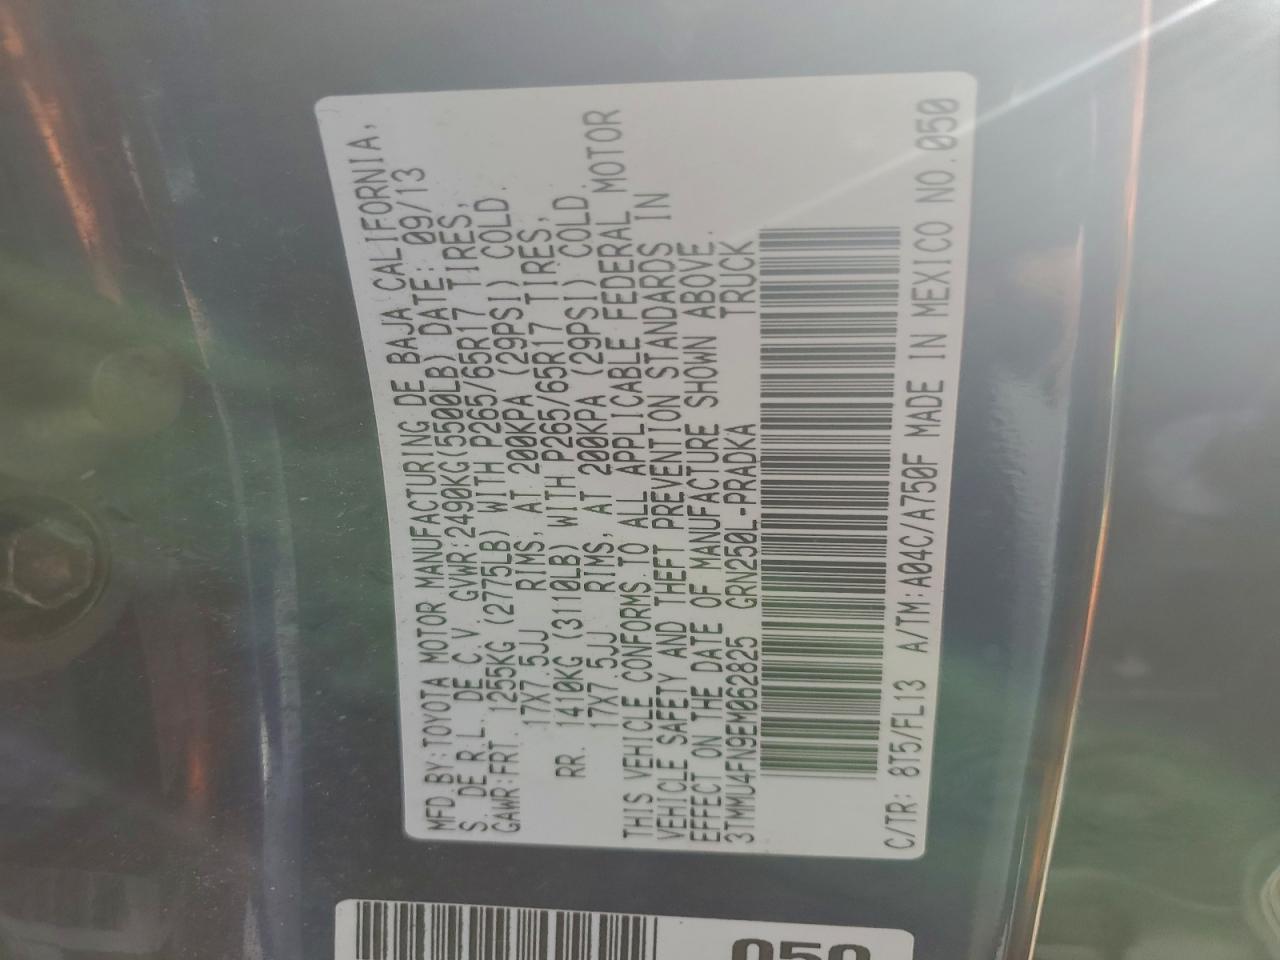 MFD.BY:TOYOTA MOTOR MANUFACTURING DE BAJA CALIFORNIA,
S. DE R.L. DE C.V. GVWR:2490KG(5500LB) DATE: 09/13
GAWR:FRT. 1255KG (2775LB) WITH P265/65R17 TIRES,
17X7.5JJ RIMS, AT 200KPA (29PSI) COLD.
RR. 1410KG (3110LB) WITH P265/65R17 TIRES,
17X7.5JJ RIMS, AT 200KPA (29PSI) COLD.
THIS VEHICLE CONFORMS TO ALL APPLICABLE FEDERAL MOTOR
VEHICLE SAFETY AND THEFT PREVENTION STANDARDS IN
EFFECT ON THE DATE OF MANUFACTURE SHOWN ABOVE.
3TMMU4FN9EM062825 GRN250L-PRADKA TRUCK
C/TR: 8T5/FL13 A/TM:A04C/A750F MADE IN MEXICO NO.050
050